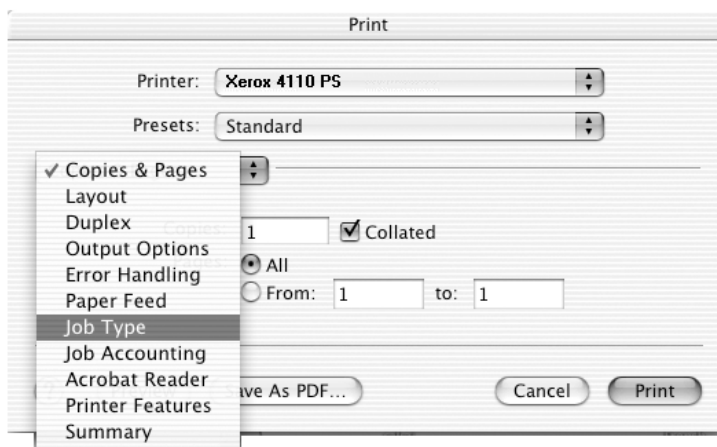 Print
Printer: Xerox 4110 PS
Presets: Standard
✓ Copies & Pages
Layout
Duplex
Copies: 1 Collated
Output Options
Error Handling
All
Paper Feed
From: 1 to: 1
Job Type
Job Accounting
Acrobat Reader
ave As PDF... Cancel Print
Printer Features
Summary